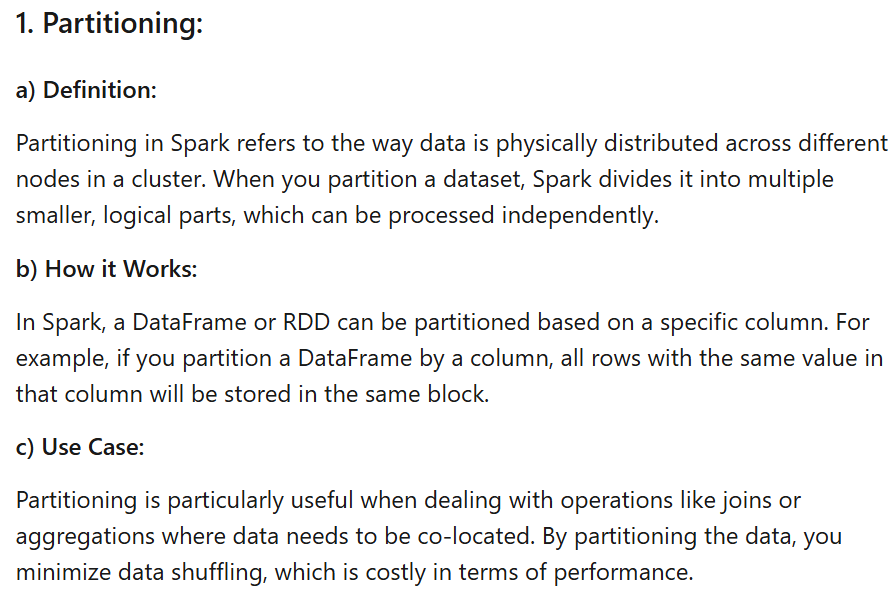 1. Partitioning:
a) Definition:
Partitioning in Spark refers to the way data is physically distributed across different
nodes in a cluster. When you partition a dataset, Spark divides it into multiple
smaller, logical parts, which can be processed independently.
b) How it Works:
In Spark, a DataFrame or RDD can be partitioned based on a specific column. For
example, if you partition a DataFrame by a column, all rows with the same value in
that column will be stored in the same block.
c) Use Case:
Partitioning is particularly useful when dealing with operations like joins or
aggregations where data needs to be co-located. By partitioning the data, you
minimize data shuffling, which is costly in terms of performance.